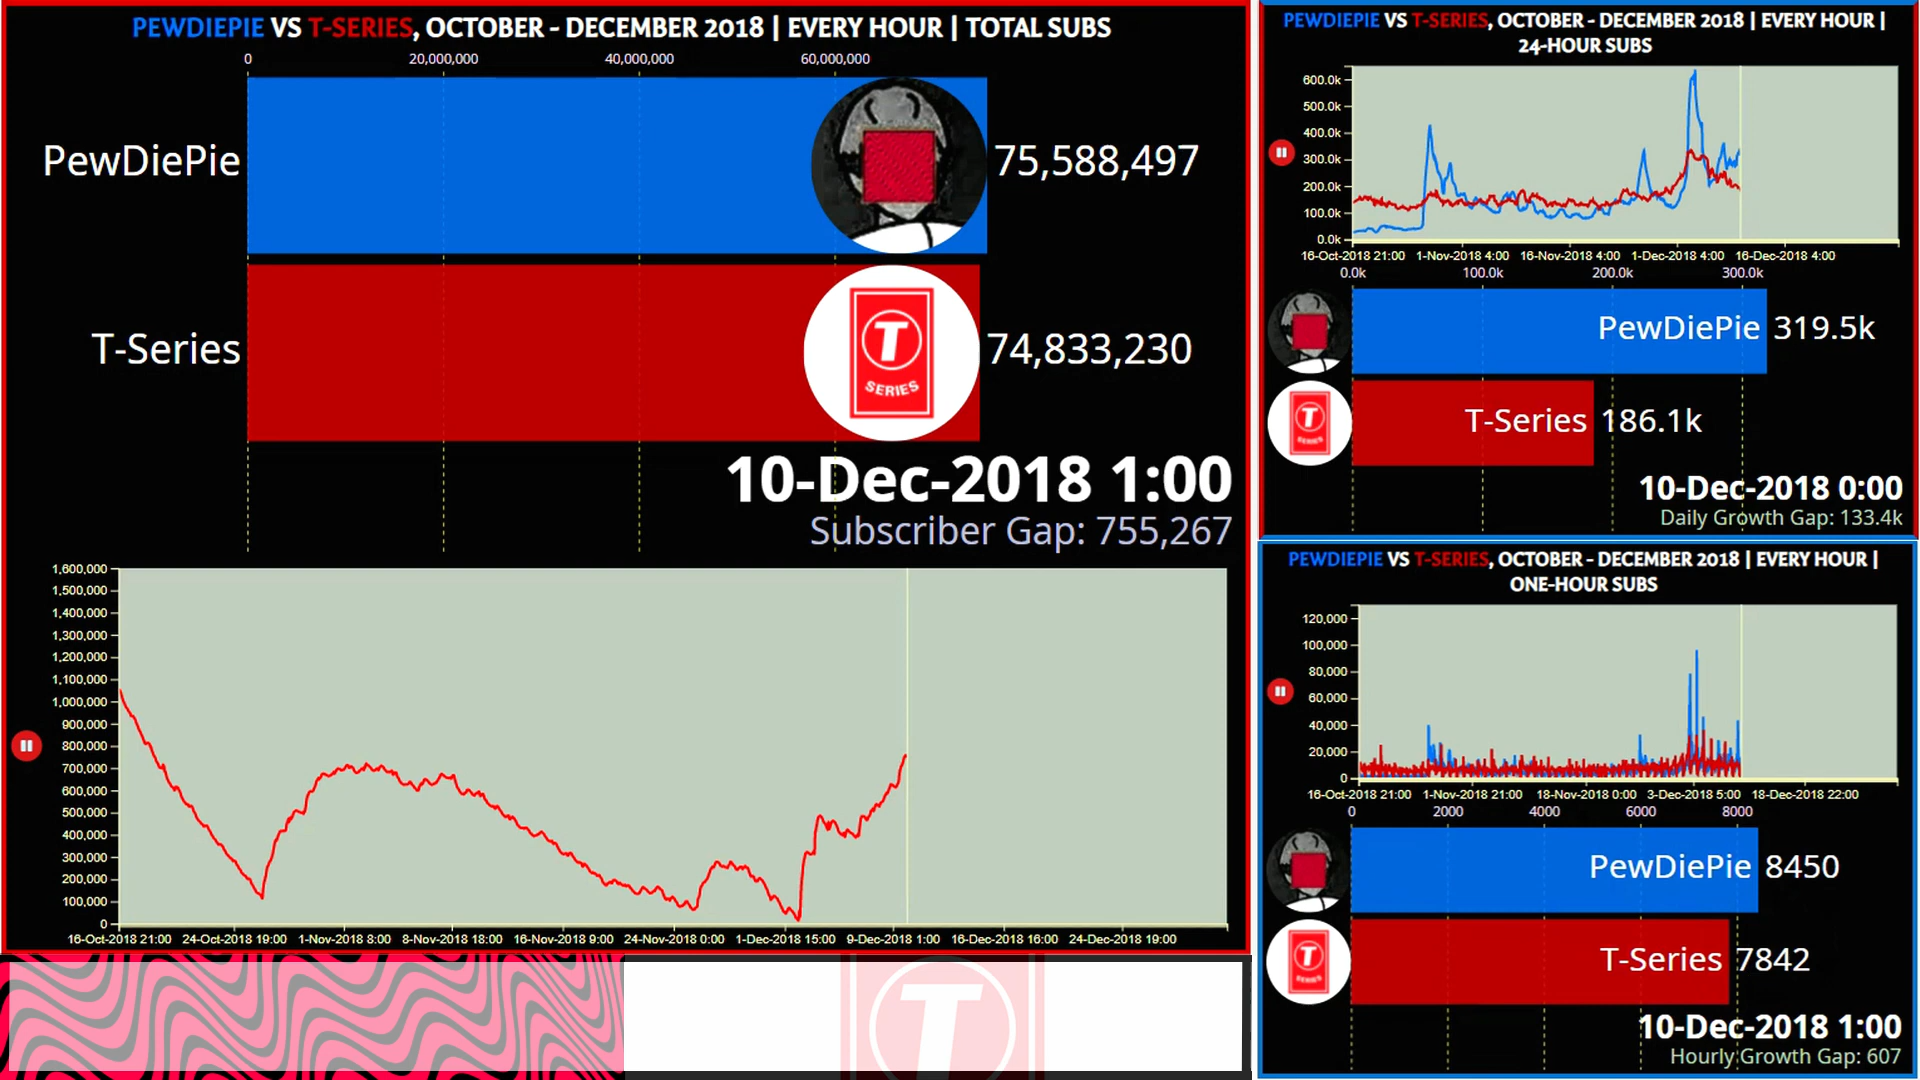 PEWDIEPIE VS T-SERIES, OCTOBER - DECEMBER 2018 | EVERY HOUR | TOTAL SUBS
0 20,000,000 40,000,000 60,000,000
PewDiePie 75,588,497
T-Series T SERIES 74,833,230
10-Dec-2018 1:00
Subscriber Gap: 755,267
1,600,000
1,500,000
1,400,000
1,300,000
1,200,000
1,100,000
1,000,000
900,000
800,000
700,000
600,000
500,000
400,000
300,000
200,000
100,000
0
16-Oct-2018 21:00 24-Oct-2018 19:00 1-Nov-2018 8:00 8-Nov-2018 18:00 16-Nov-2018 9:00 24-Nov-2018 0:00 1-Dec-2018 15:00 9-Dec-2018 1:00 16-Dec-2018 16:00 24-Dec-2018 19:00
T
PEWDIEPIE VS T-SERIES, OCTOBER - DECEMBER 2018 | EVERY HOUR |
24-HOUR SUBS
600.0k
500.0k
400.0k
300.0k
200.0k
100.0k
0.0k
16-Oct-2018 21:00 1-Nov-2018 4:00 16-Nov-2018 4:00 1-Dec-2018 4:00 16-Dec-2018 4:00
0.0k 100.0k 200.0k 300.0k
PewDiePie 319.5k
T SERIES T-Series 186.1k
10-Dec-2018 0:00
Daily Growth Gap: 133.4k
PEWDIEPIE VS T-SERIES, OCTOBER - DECEMBER 2018 | EVERY HOUR |
ONE-HOUR SUBS
120,000
100,000
80,000
60,000
40,000
20,000
0
16-Oct-2018 21:00 1-Nov-2018 21:00 18-Nov-2018 0:00 3-Dec-2018 5:00 18-Dec-2018 22:00
0 2000 4000 6000 8000
PewDiePie 8450
T SERIES T-Series 7842
10-Dec-2018 1:00
Hourly Growth Gap: 607